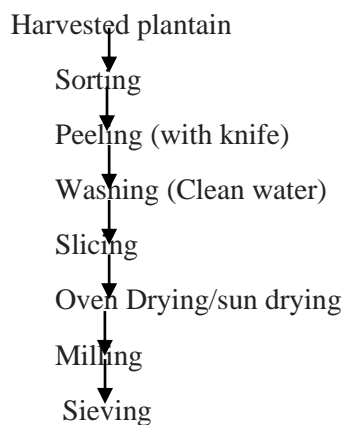 Harvested plantain
Sorting
Peeling (with knife)
Washing (Clean water)
Slicing
Oven Drying/sun drying
Milling
Sieving